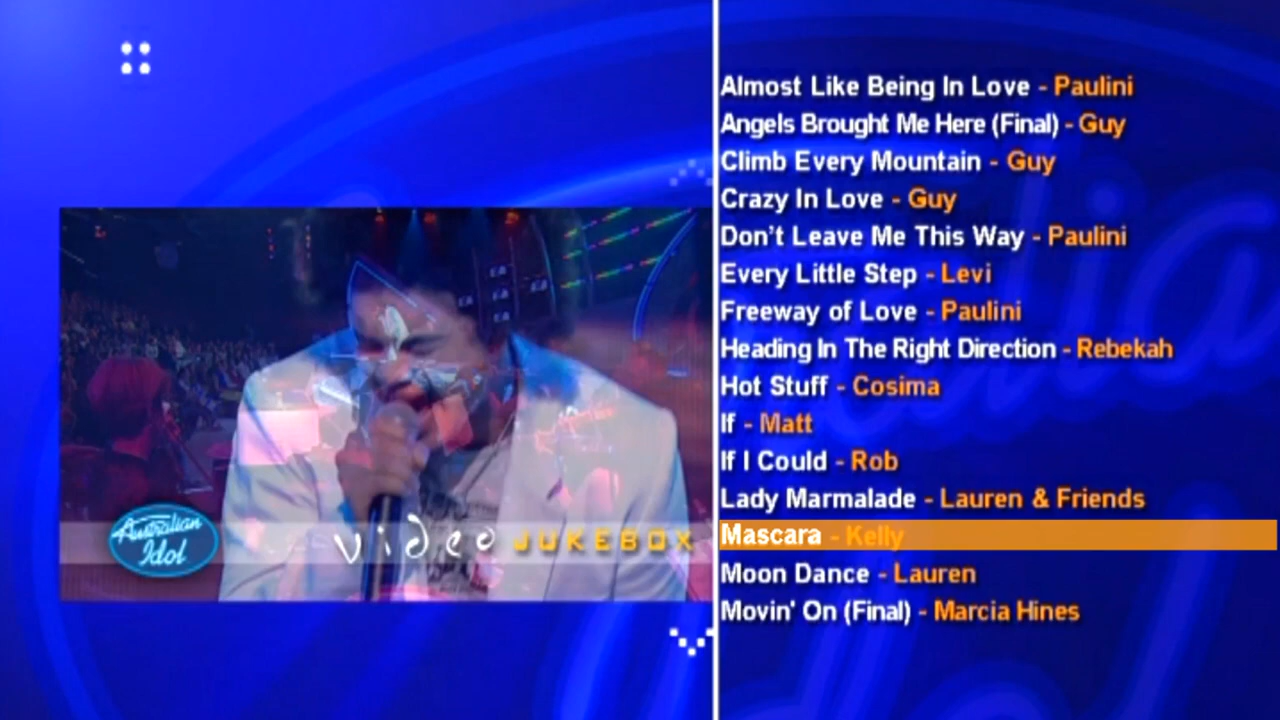 Almost Like Being In Love - Paulini
Angels Brought Me Here (Final) - Guy
Climb Every Mountain - Guy
Crazy In Love - Guy
Don't Leave Me This Way - Paulini
Every Little Step - Levi
Freeway of Love - Paulini
Heading In The Right Direction - Rebekah
Hot Stuff - Cosima
If - Matt
If I Could - Rob
Lady Marmalade - Lauren & Friends
Mascara - Kelly
Moon Dance - Lauren
Movin' On (Final) - Marcia Hines
Australian
Idol
video JUKEBOX